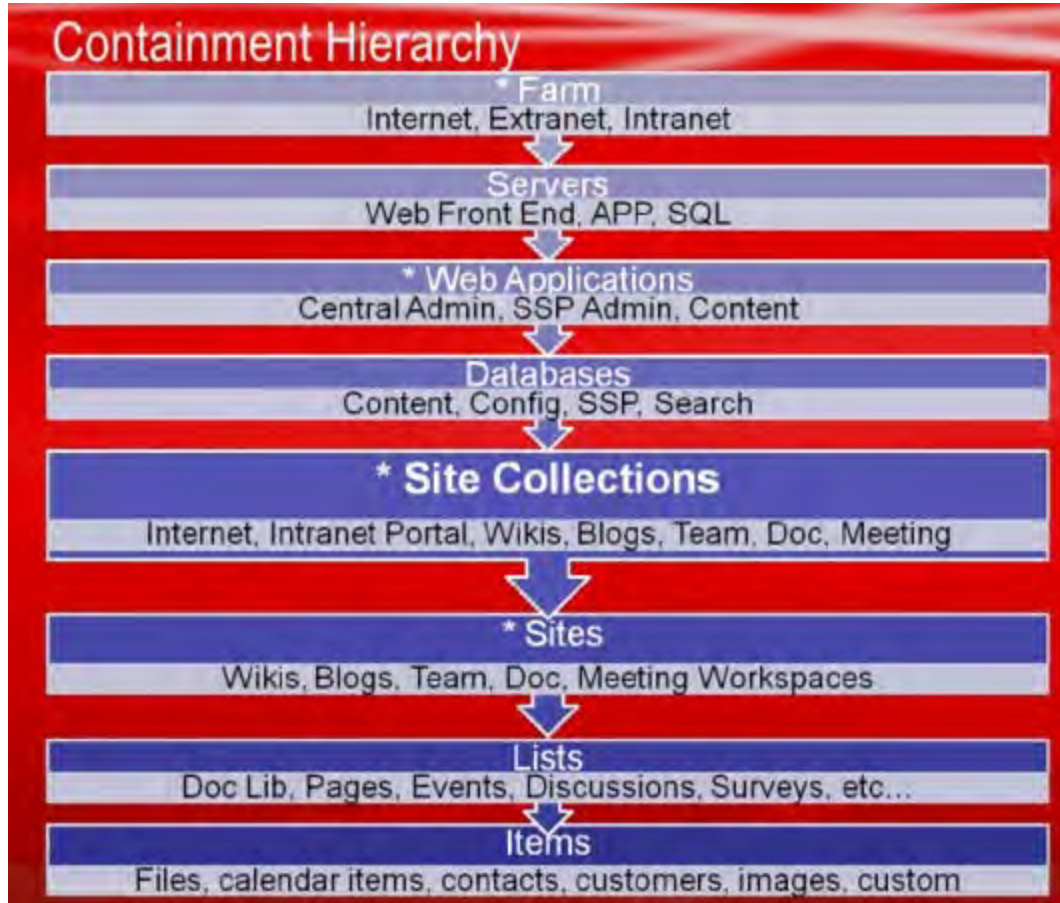 Containment Hierarchy
* Farm
Internet, Extranet, Intranet
Servers
Web Front End, APP, SQL
* Web Applications
Central Admin, SSP Admin, Content
Databases
Content, Config, SSP, Search
* Site Collections
Internet, Intranet Portal, Wikis, Blogs, Team, Doc, Meeting
* Sites
Wikis, Blogs, Team, Doc, Meeting Workspaces
Lists
Doc Lib, Pages, Events, Discussions, Surveys, etc...
Items
Files, calendar items, contacts, customers, images, custom